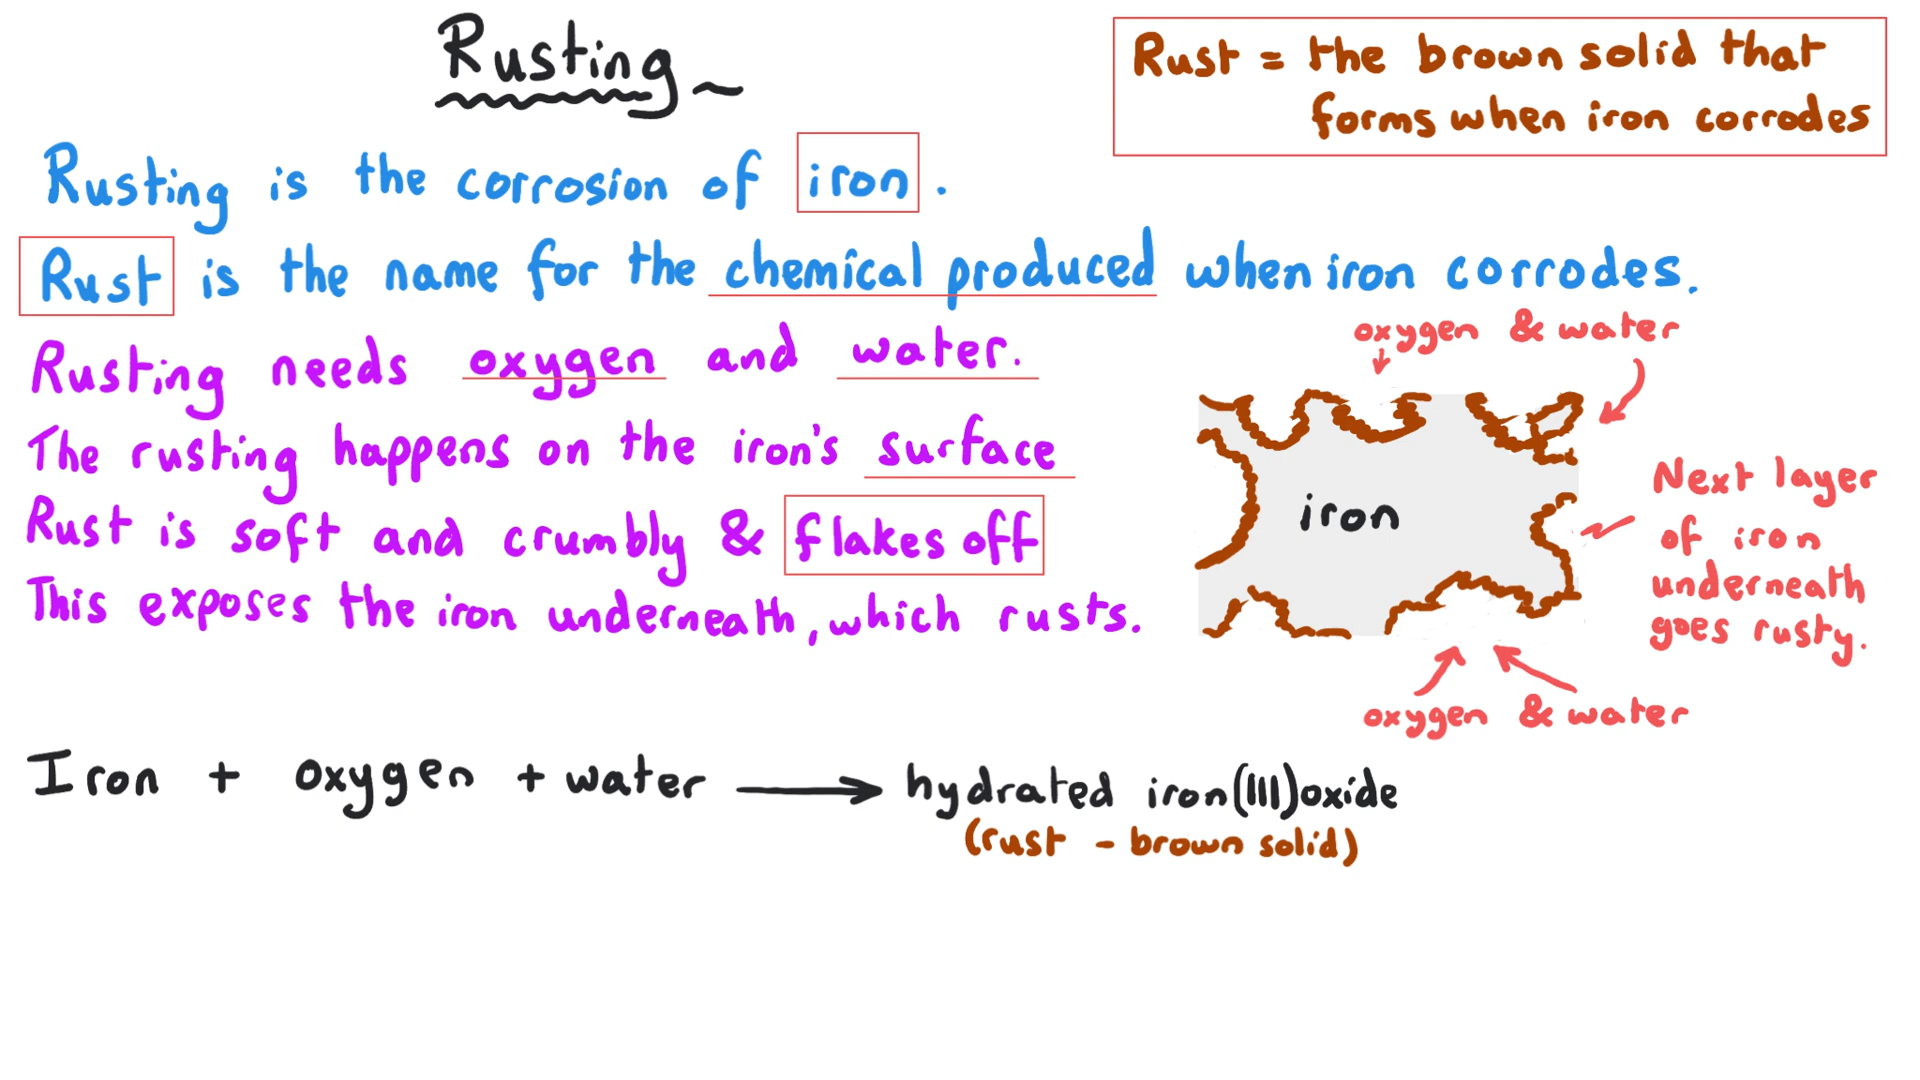 Rusting
Rust = the brown solid that
forms when iron corrodes
Rusting is the corrosion of iron.
Rust is the name for the chemical produced when iron corrodes.
Rusting needs oxygen and water.
The rusting happens on the iron's surface
Rust is soft and crumbly & flakes off
This exposes the iron underneath, which rusts.
oxygen & water
iron
Next layer
of iron
underneath
goes rusty.
oxygen & water
Iron + oxygen + water ⟶ hydrated iron(III)oxide
(rust - brown solid)